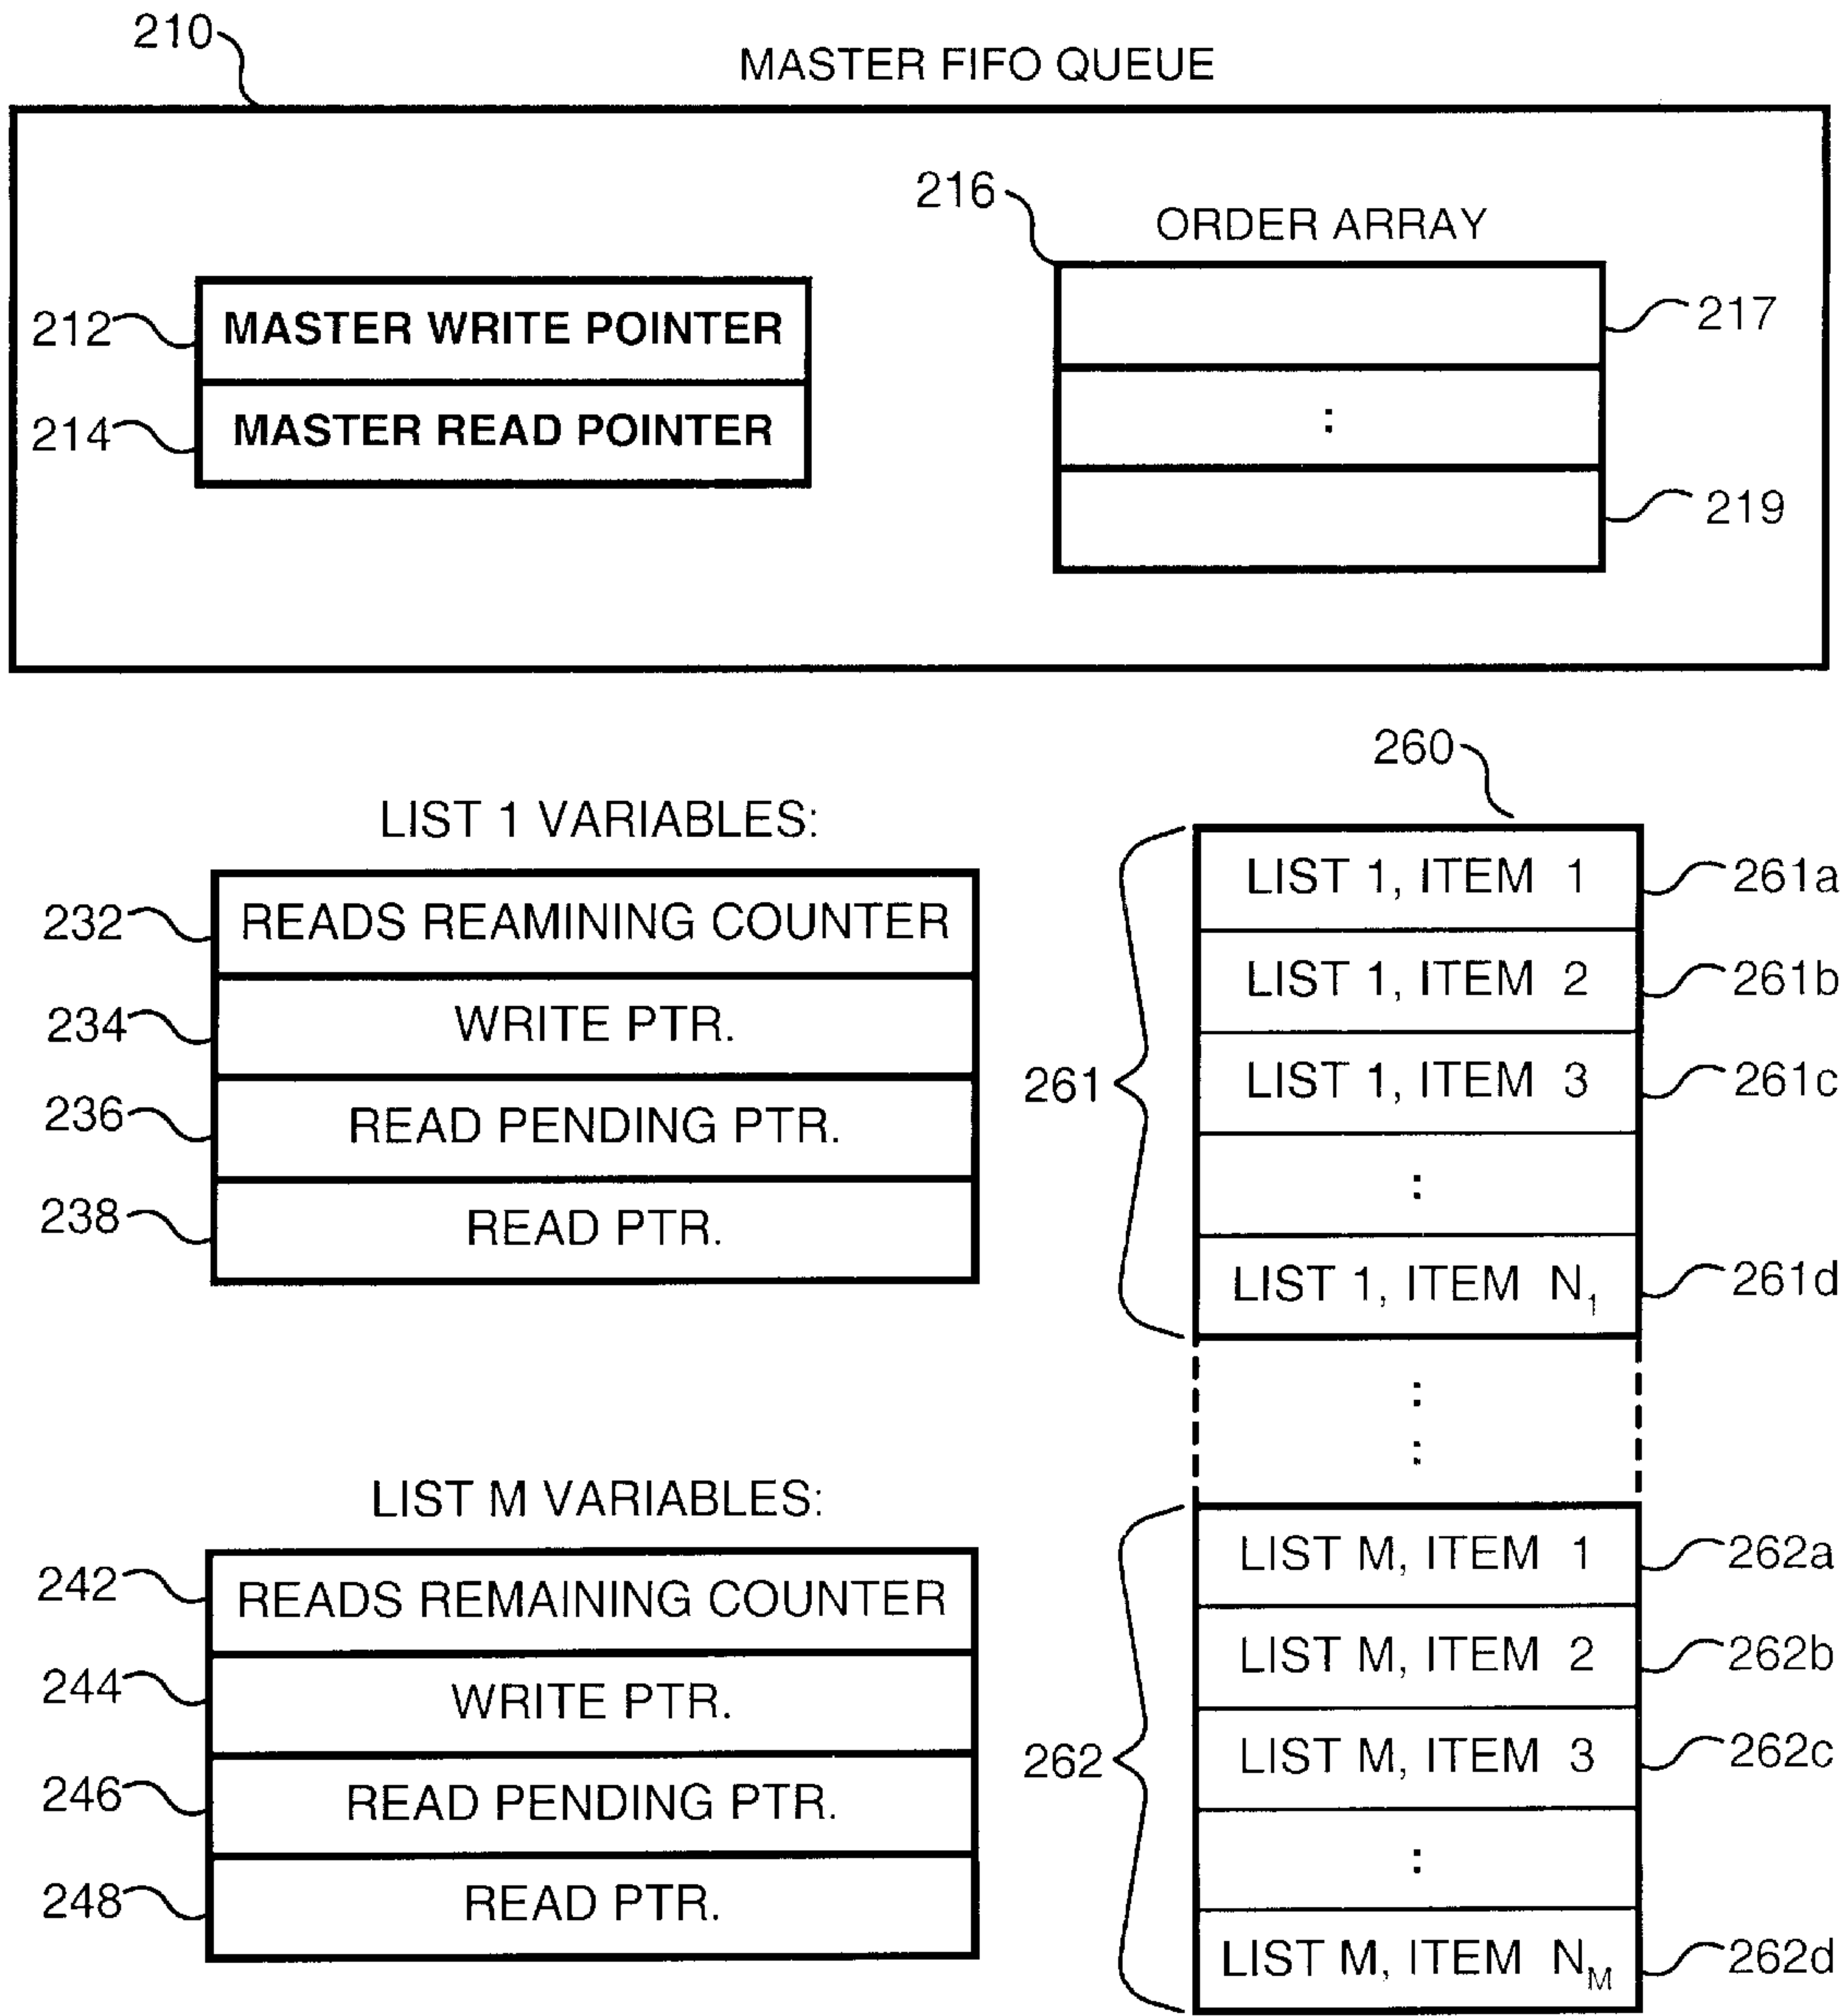 210
MASTER FIFO QUEUE
216
ORDER ARRAY
212
MASTER WRITE POINTER
217
214
MASTER READ POINTER
:
219
260
LIST 1 VARIABLES:
232
READS REAMINING COUNTER
234
WRITE PTR.
236
READ PENDING PTR.
238
READ PTR.
261
LIST 1, ITEM 1
261a
LIST 1, ITEM 2
261b
LIST 1, ITEM 3
261c
:
LIST 1, ITEM N1
261d
:
:
LIST M VARIABLES:
242
READS REMAINING COUNTER
244
WRITE PTR.
246
READ PENDING PTR.
248
READ PTR.
262
LIST M, ITEM 1
262a
LIST M, ITEM 2
262b
LIST M, ITEM 3
262c
:
LIST M, ITEM NM
262d